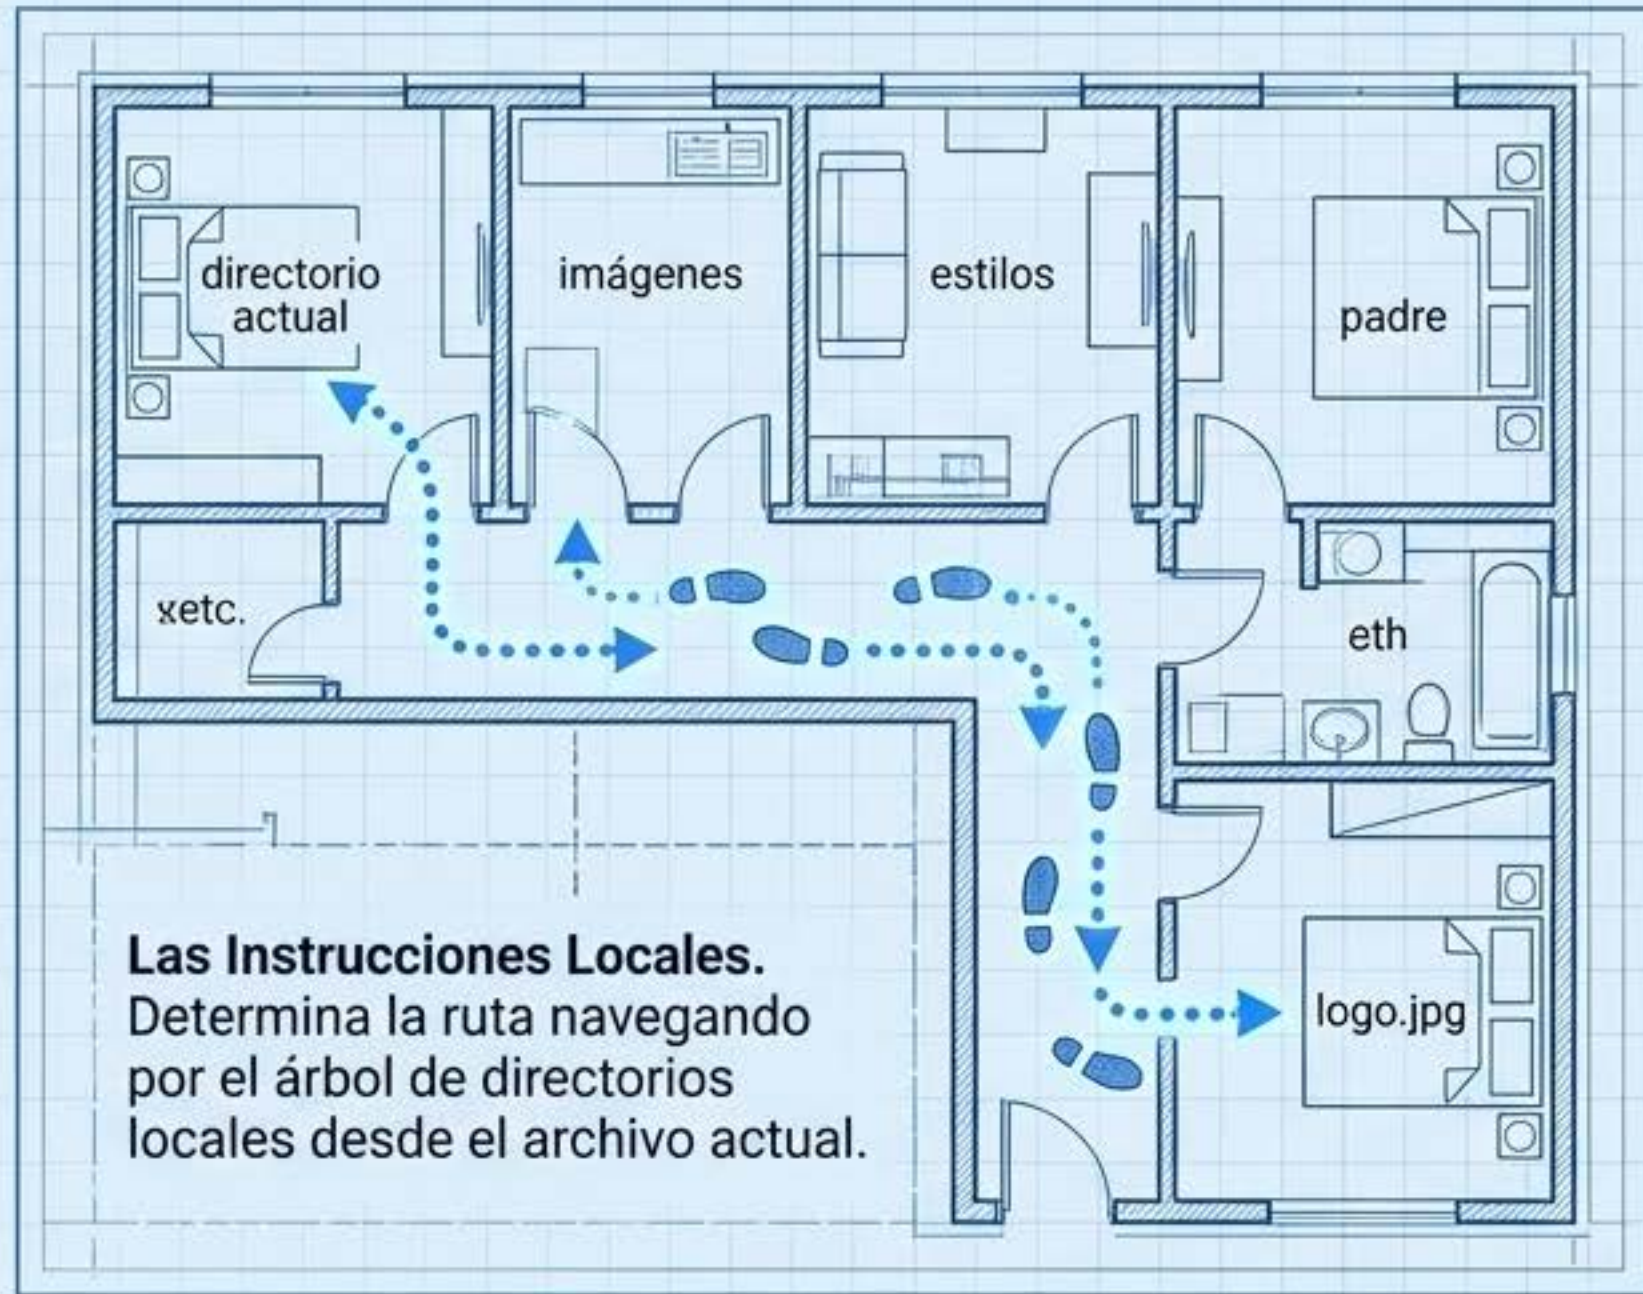 directorio
actual
imágenes
estilos
padre
xetc.
eth
logo.jpg
Las Instrucciones Locales.
Determina la ruta navegando
por el árbol de directorios
locales desde el archivo actual.